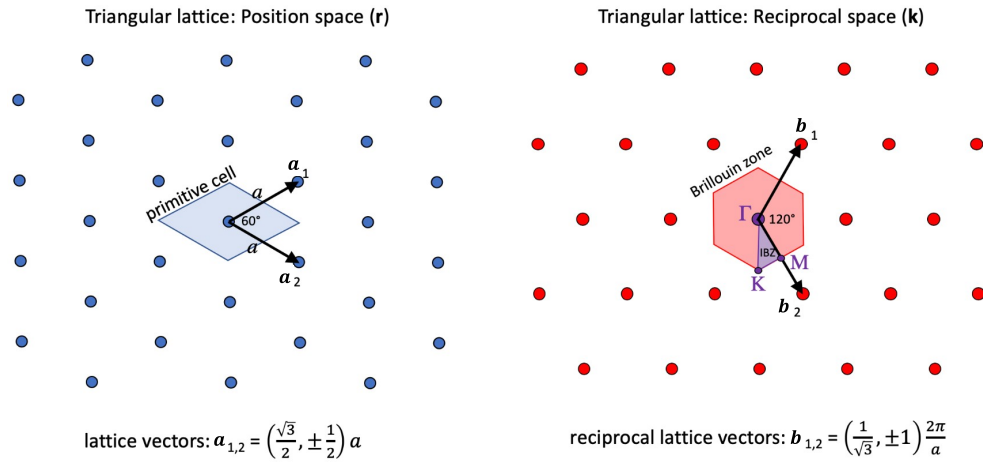 Triangular lattice: Position space (r)
primitive cell
a
a₁
60°
a
a₂
lattice vectors: a₁,₂ = (√3/2, ±1/2) a
Triangular lattice: Reciprocal space (k)
b₁
Brillouin zone
Γ
120°
IBZ
M
K
b₂
reciprocal lattice vectors: b₁,₂ = (1/√3, ±1) 2π/a